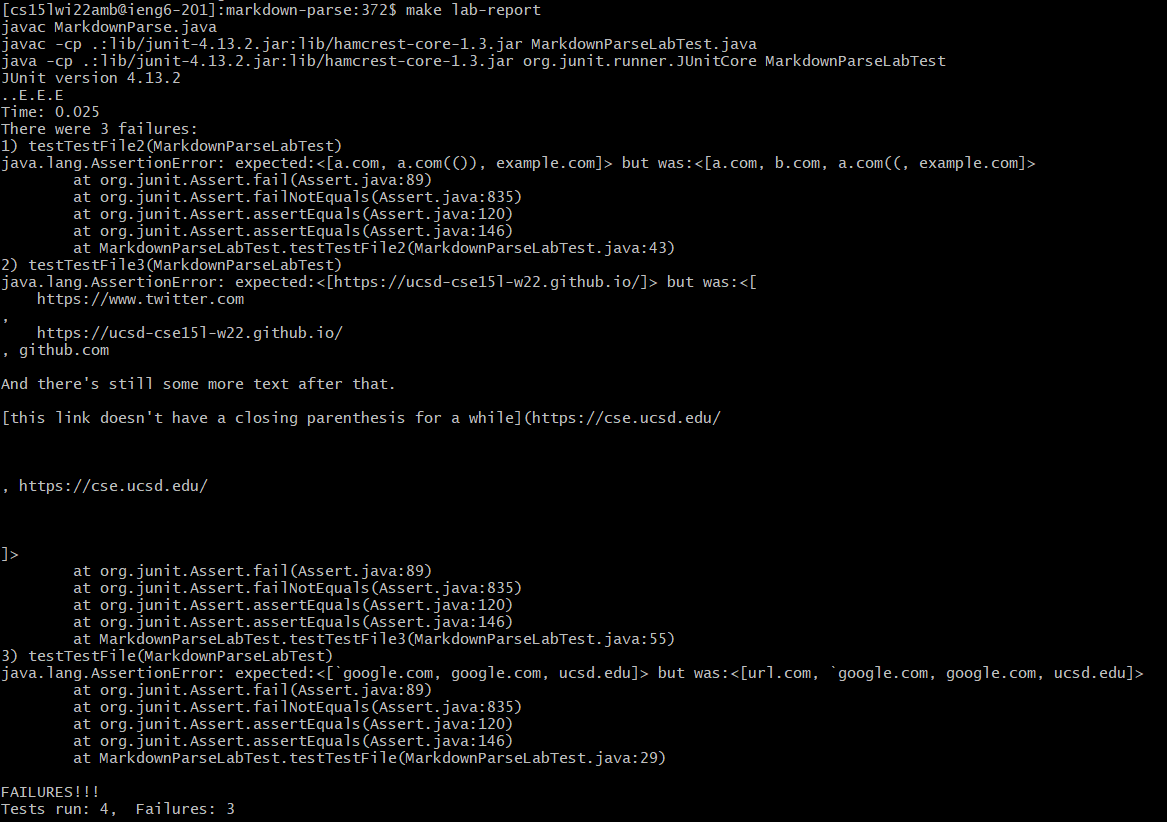 [cs15lwi22amb@ieng6-201]:markdown-parse:372$ make lab-report
javac MarkdownParse.java
javac -cp .:lib/junit-4.13.2.jar:lib/hamcrest-core-1.3.jar MarkdownParseLabTest.java
java -cp .:lib/junit-4.13.2.jar:lib/hamcrest-core-1.3.jar org.junit.runner.JUnitCore MarkdownParseLabTest
JUnit version 4.13.2
..E.E.E
Time: 0.025
There were 3 failures:
1) testTestFile2(MarkdownParseLabTest)
java.lang.AssertionError: expected:<[a.com, a.com(()), example.com]> but was:<[a.com, b.com, a.com((, example.com]>
        at org.junit.Assert.fail(Assert.java:89)
        at org.junit.Assert.failNotEquals(Assert.java:835)
        at org.junit.Assert.assertEquals(Assert.java:120)
        at org.junit.Assert.assertEquals(Assert.java:146)
        at MarkdownParseLabTest.testTestFile2(MarkdownParseLabTest.java:43)
2) testTestFile3(MarkdownParseLabTest)
java.lang.AssertionError: expected:<[https://ucsd-cse15l-w22.github.io/]> but was:<[
    https://www.twitter.com
,
    https://ucsd-cse15l-w22.github.io/
, github.com
And there's still some more text after that.
[this link doesn't have a closing parenthesis for a while](https://cse.ucsd.edu/
, https://cse.ucsd.edu/
]>
        at org.junit.Assert.fail(Assert.java:89)
        at org.junit.Assert.failNotEquals(Assert.java:835)
        at org.junit.Assert.assertEquals(Assert.java:120)
        at org.junit.Assert.assertEquals(Assert.java:146)
        at MarkdownParseLabTest.testTestFile3(MarkdownParseLabTest.java:55)
3) testTestFile(MarkdownParseLabTest)
java.lang.AssertionError: expected:<[`google.com, google.com, ucsd.edu]> but was:<[url.com, `google.com, google.com, ucsd.edu]>
        at org.junit.Assert.fail(Assert.java:89)
        at org.junit.Assert.failNotEquals(Assert.java:835)
        at org.junit.Assert.assertEquals(Assert.java:120)
        at org.junit.Assert.assertEquals(Assert.java:146)
        at MarkdownParseLabTest.testTestFile(MarkdownParseLabTest.java:29)
FAILURES!!!
Tests run: 4,  Failures: 3